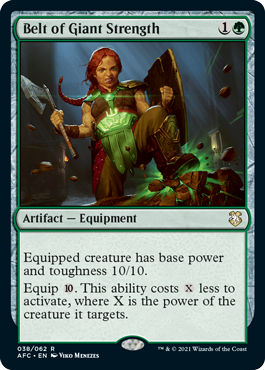 Belt of Giant Strength 1
Artifact — Equipment
Equipped creature has base power
and toughness 10/10.
Equip 10. This ability costs X less to
activate, where X is the power of the
creature it targets.
038/062 R
AFC • EN Viko Menezes
™ & © 2021 Wizards of the Coast